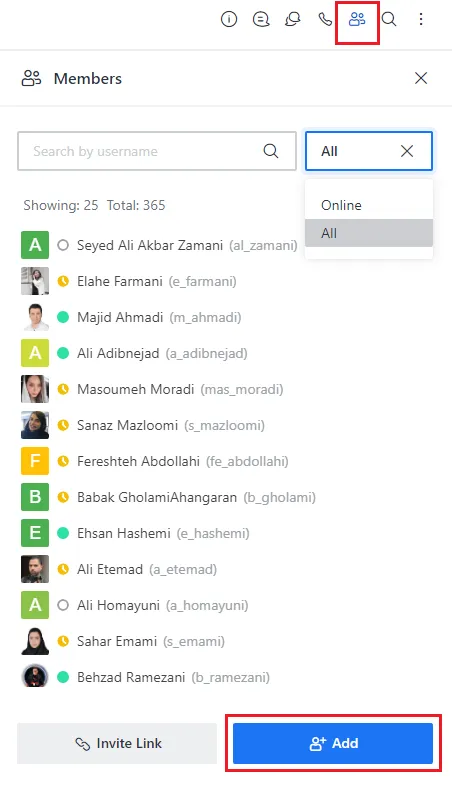 Members
Search by username
All
Showing: 25 Total: 365
Online
All
A Seyed Ali Akbar Zamani (al_zamani)
Elahe Farmani (e_farmani)
Majid Ahmadi (m_ahmadi)
A Ali Adibnejad (a_adibnejad)
Masoumeh Moradi (mas_moradi)
Sanaz Mazloomi (s_mazloomi)
F Fereshteh Abdollahi (fe_abdollahi)
B Babak GholamiAhangaran (b_gholami)
E Ehsan Hashemi (e_hashemi)
Ali Etemad (a_etemad)
A Ali Homayuni (a_homayuni)
Sahar Emami (s_emami)
Behzad Ramezani (b_ramezani)
Invite Link
Add